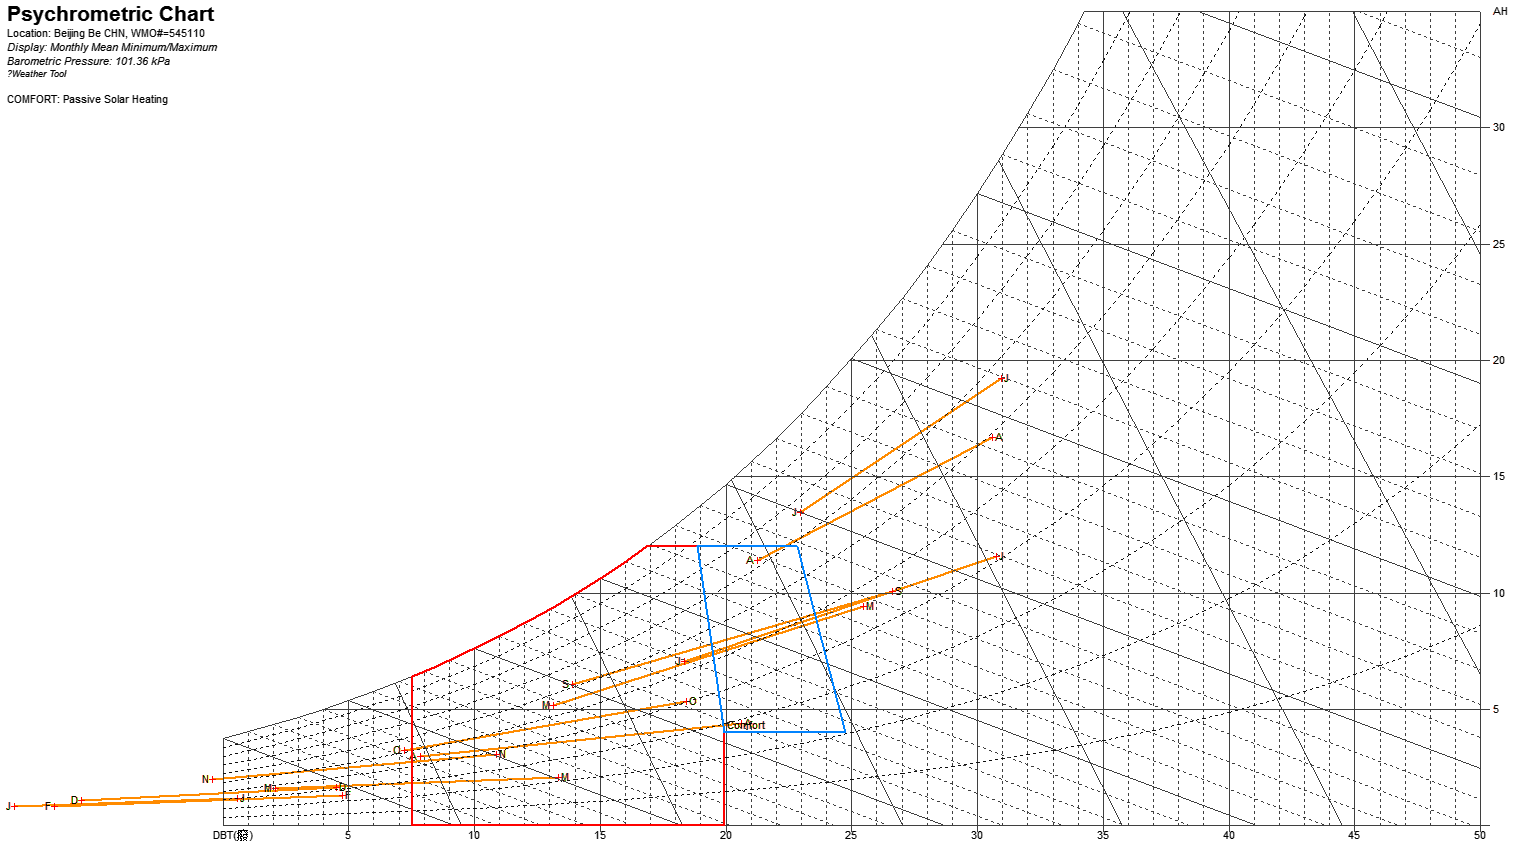 Psychrometric Chart
Location: Beijing Be CHN, WMO#=545110
Display: Monthly Mean Minimum/Maximum
Barometric Pressure: 101.36 kPa
?Weather Tool
COMFORT: Passive Solar Heating
AH
30
25
20
15
10
5
J
A
J
A
J
S
M
J
S
M
O
Comfort
O
A
N
N
M
M
D
D
J
F
J
F
DBT(
5
10
15
20
25
30
35
40
45
50